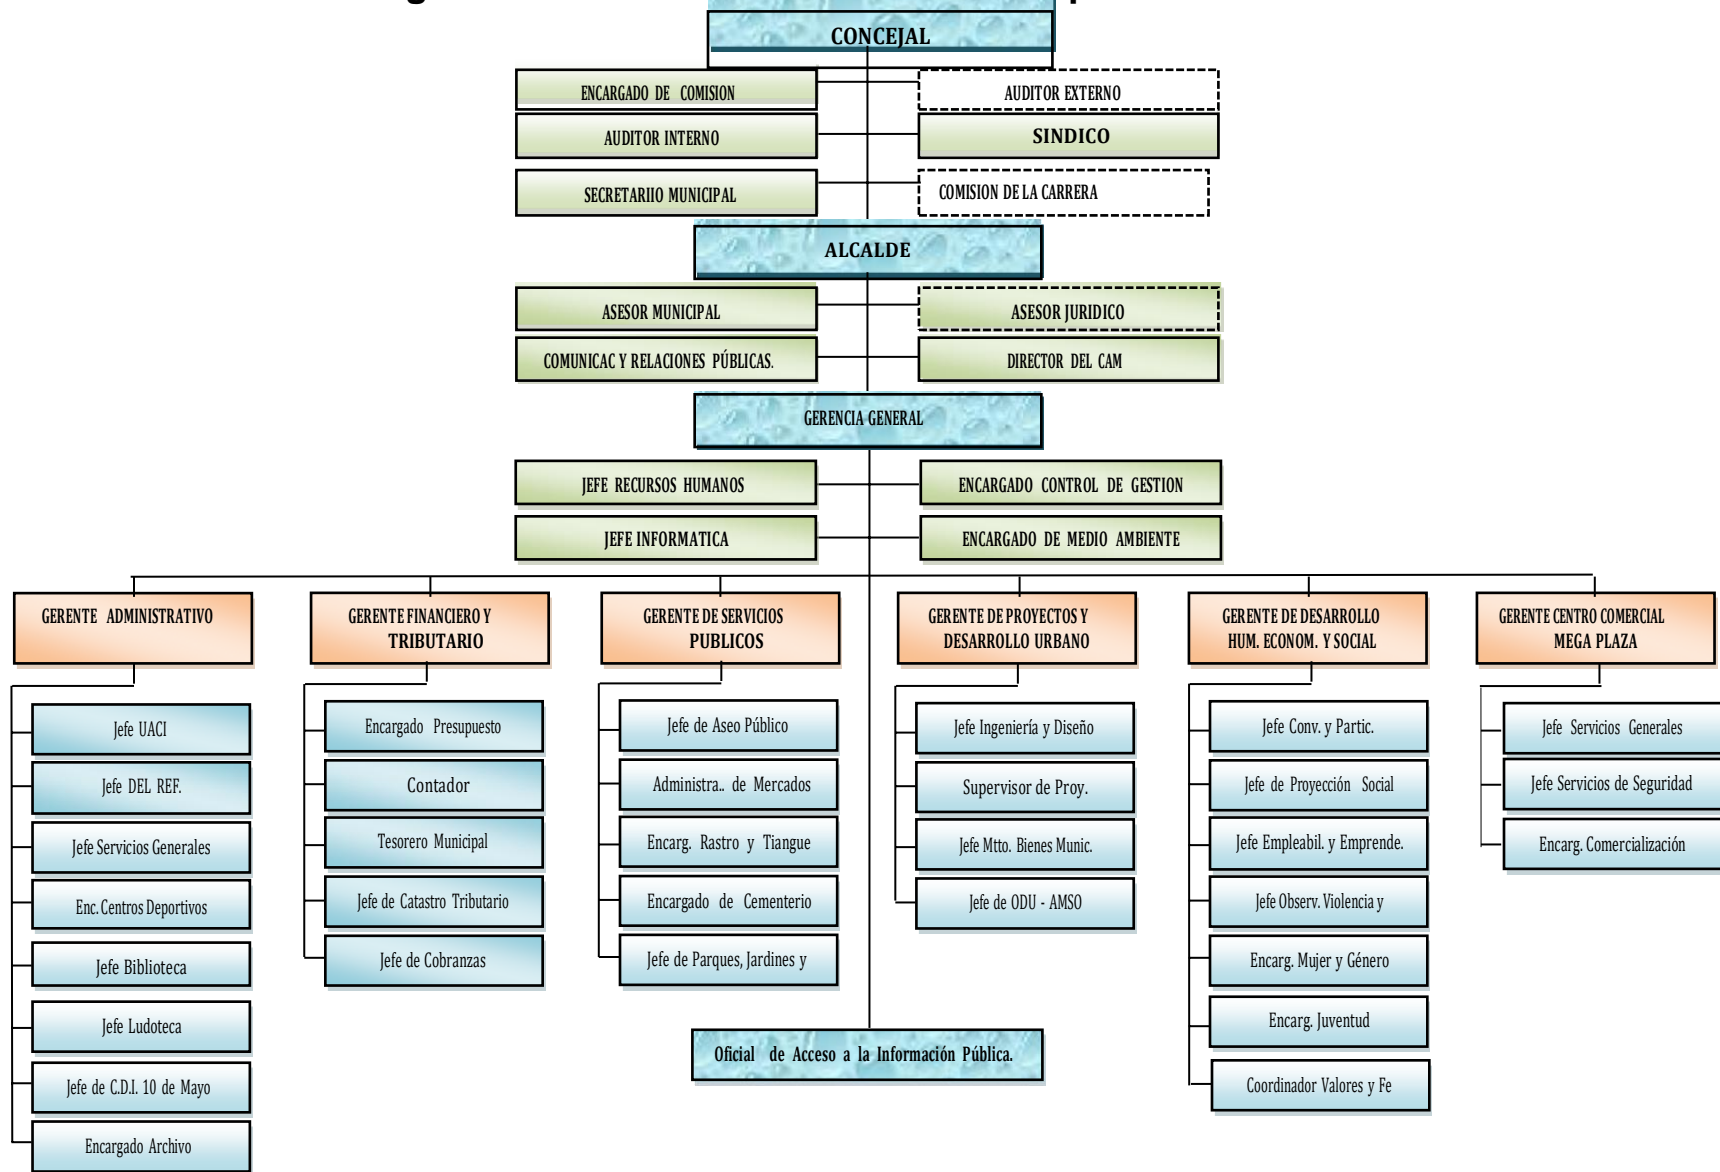 CONCEJAL
ENCARGADO DE COMISION
AUDITOR EXTERNO
AUDITOR INTERNO
SINDICO
SECRETARIIO MUNICIPAL
COMISION DE LA CARRERA
ALCALDE
ASESOR MUNICIPAL
ASESOR JURIDICO
COMUNICAC Y RELACIONES PÚBLICAS.
DIRECTOR DEL CAM
GERENCIA GENERAL
JEFE RECURSOS HUMANOS
ENCARGADO CONTROL DE GESTION
JEFE INFORMATICA
ENCARGADO DE MEDIO AMBIENTE
GERENTE ADMINISTRATIVO
Jefe UACI
Jefe DEL REF.
Jefe Servicios Generales
Enc. Centros Deportivos
Jefe Biblioteca
Jefe Ludoteca
Jefe de C.D.I. 10 de Mayo
Encargado Archivo
GERENTE FINANCIERO Y
TRIBUTARIO
Encargado Presupuesto
Contador
Tesorero Municipal
Jefe de Catastro Tributario
Jefe de Cobranzas
GERENTE DE SERVICIOS
PUBLICOS
Jefe de Aseo Público
Administra.. de Mercados
Encarg. Rastro y Tiangue
Encargado de Cementerio
Jefe de Parques, Jardines y
GERENTE DE PROYECTOS Y
DESARROLLO URBANO
Jefe Ingeniería y Diseño
Supervisor de Proy.
Jefe Mtto. Bienes Munic.
Jefe de ODU - AMSO
GERENTE DE DESARROLLO
HUM. ECONOM. Y SOCIAL
Jefe Conv. y Partic.
Jefe de Proyección Social
Jefe Empleabil. y Emprende.
Jefe Observ. Violencia y
Encarg. Mujer y Género
Encarg. Juventud
Coordinador Valores y Fe
GERENTE CENTRO COMERCIAL
MEGA PLAZA
Jefe Servicios Generales
Jefe Servicios de Seguridad
Encarg. Comercialización
Oficial de Acceso a la Información Pública.